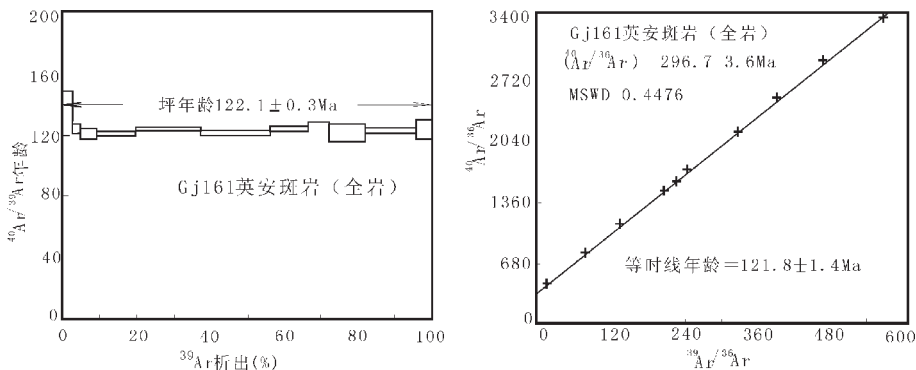 200
160
120
80
40
0
⁴⁰Ar/³⁹Ar年龄
坪年龄122.1±0.3Ma
Gj161英安斑岩（全岩）
0 20 40 60 80 100
³⁹Ar析出(%)
3400
2720
2040
1360
680
0
⁴⁰Ar/³⁶Ar
Gj161英安斑岩（全岩）
(⁴⁰Ar/³⁶Ar) 296.7 3.6Ma
MSWD 0.4476
等时线年龄＝121.8±1.4Ma
0 120 240 360 480 600
³⁹Ar/³⁶Ar